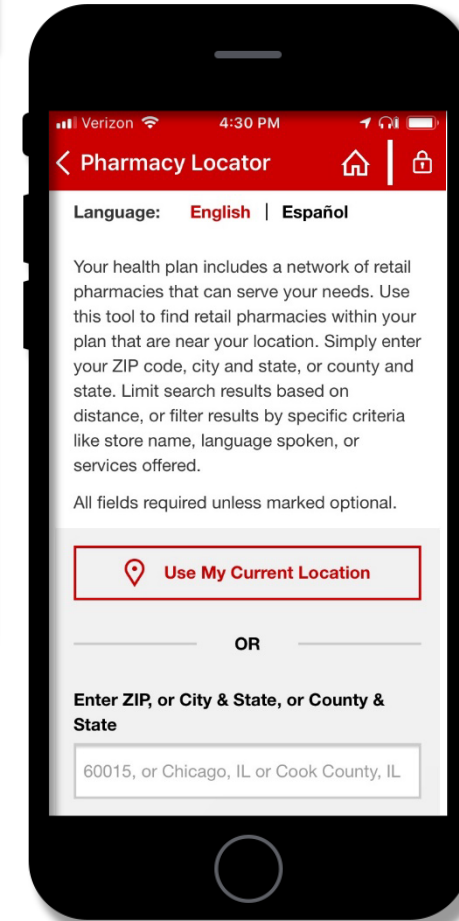 Verizon 4:30 PM
Pharmacy Locator
Language: English | Español
Your health plan includes a network of retail
pharmacies that can serve your needs. Use
this tool to find retail pharmacies within your
plan that are near your location. Simply enter
your ZIP code, city and state, or county and
state. Limit search results based on
distance, or filter results by specific criteria
like store name, language spoken, or
services offered.
All fields required unless marked optional.
Use My Current Location
OR
Enter ZIP, or City & State, or County &
State
60015, or Chicago, IL or Cook County, IL